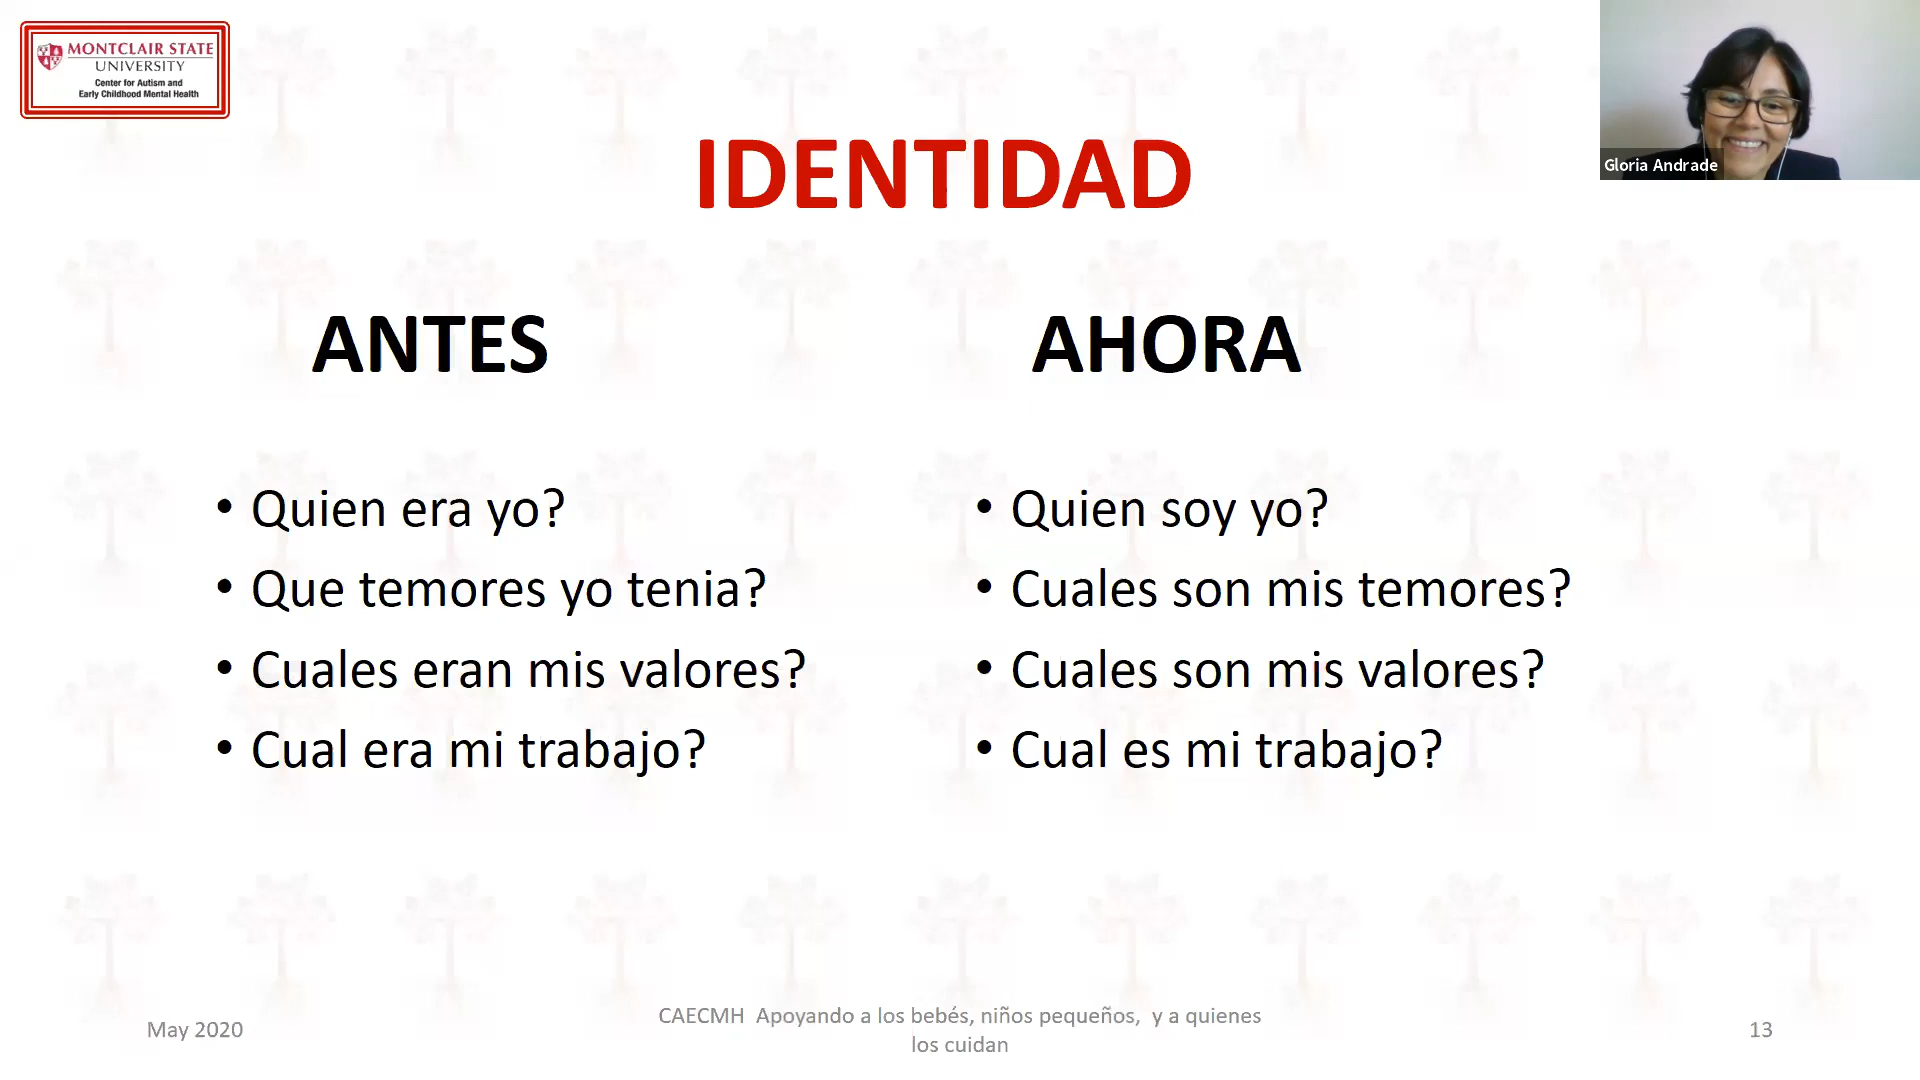 MONTCLAIR STATE
UNIVERSITY
Center for Autism and
Early Childhood Mental Health
Gloria Andrade
IDENTIDAD
ANTES
• Quien era yo?
• Que temores yo tenia?
• Cuales eran mis valores?
• Cual era mi trabajo?
AHORA
• Quien soy yo?
• Cuales son mis temores?
• Cuales son mis valores?
• Cual es mi trabajo?
May 2020
CAECMH Apoyando a los bebés, niños pequeños, y a quienes
los cuidan
13